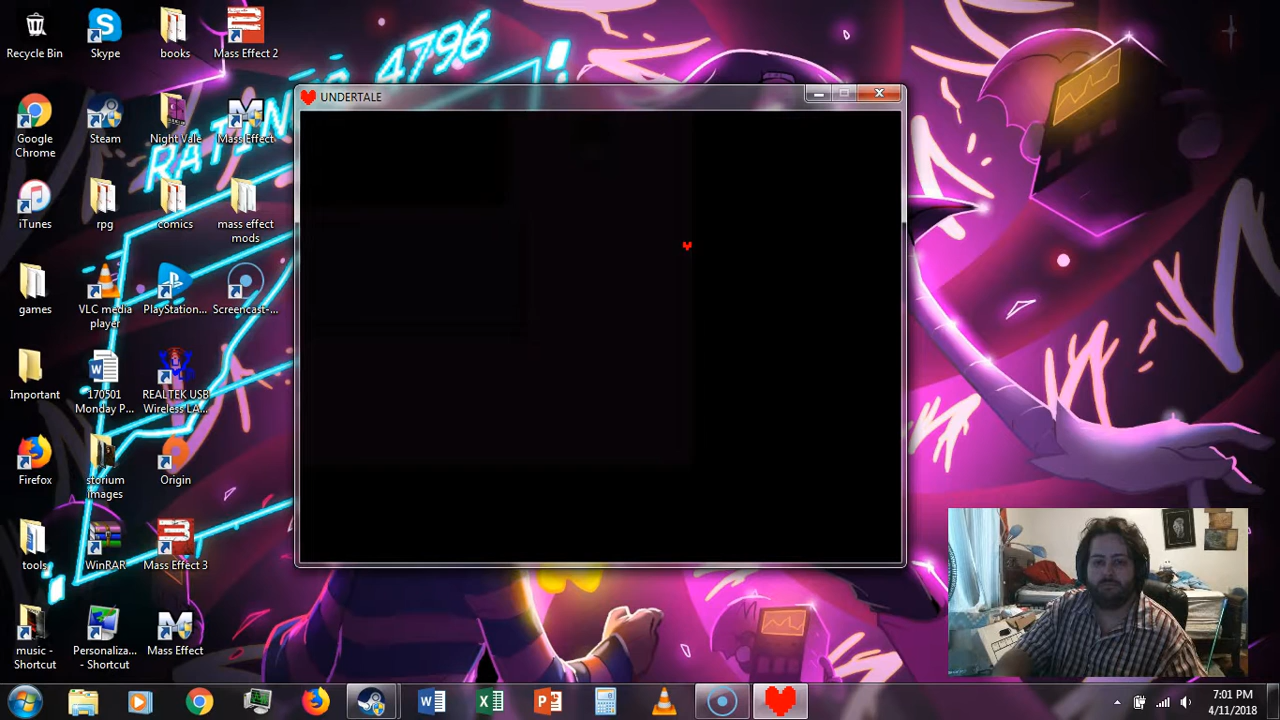 Recycle Bin
Skype
books
Mass Effect 2
4796
RATIN
UNDERTALE
Google
Chrome
Steam
Night Vale
Mass Effect
iTunes
rpg
comics
mass effect
mods
games
VLC media
player
PlayStation...
Screencast-...
Important
170501
Monday P...
REALTEK USB
Wireless LA...
Firefox
storium
images
Origin
tools
WinRAR
Mass Effect 3
music -
Shortcut
Personaliza...
- Shortcut
Mass Effect
7:01 PM
4/11/2018